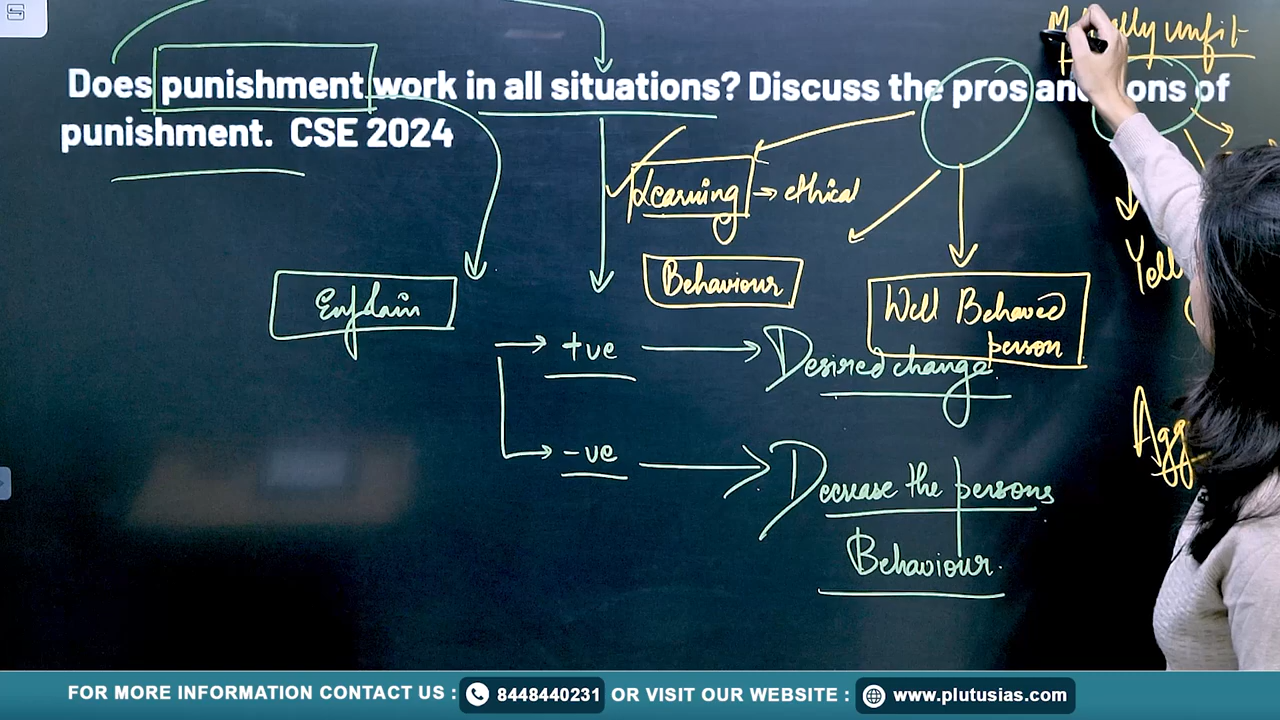 unfit
Does punishment work in all situations? Discuss the pros and cons of
punishment. CSE 2024
Learning → ethical
Behaviour
Explain
Well Behaved
person
+ve
Desired change
-ve
Decrease the persons
Behaviour.
FOR MORE INFORMATION CONTACT US : 8448440231 OR VISIT OUR WEBSITE : www.plutusias.com